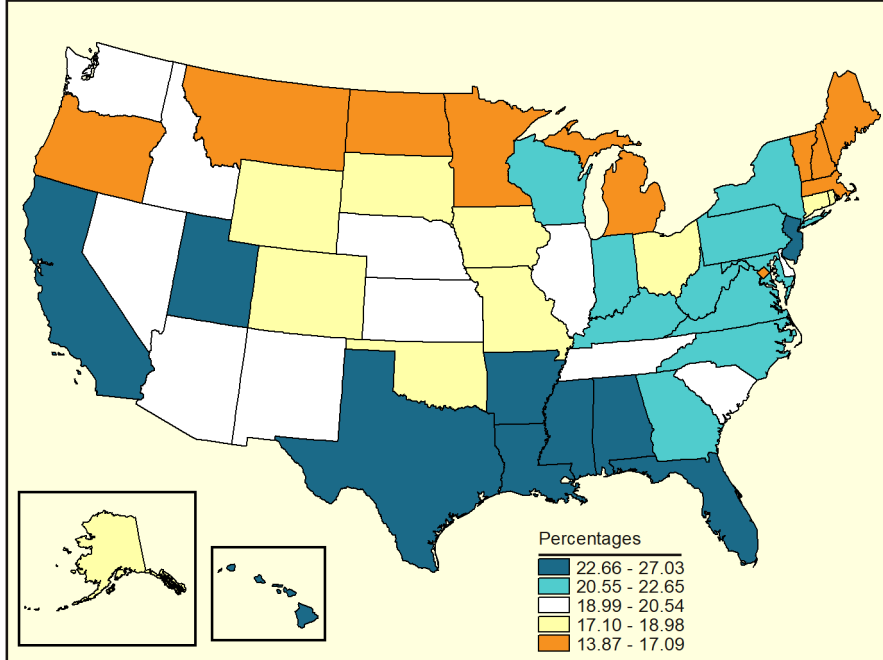 Percentages
22.66 - 27.03
20.55 - 22.65
18.99 - 20.54
17.10 - 18.98
13.87 - 17.09